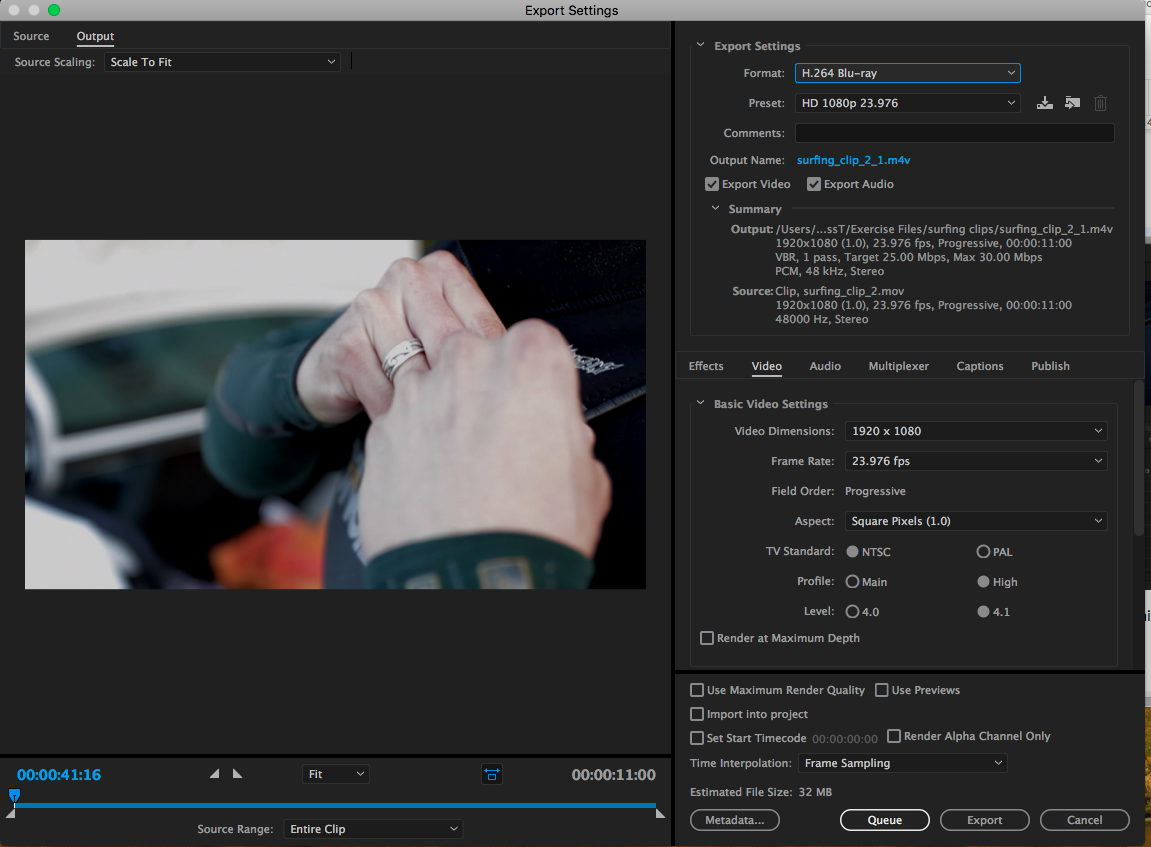 Export Settings
Source
Output
Source Scaling:
Scale To Fit
Export Settings
Format:
H.264 Blu-ray
Preset:
HD 1080p 23.976
Comments:
Output Name:
surfing_clip_2_1.m4v
Export Video
Export Audio
Summary
Output: /Users/...ssT/Exercise Files/surfing clips/surfing_clip_2_1.m4v
1920x1080 (1.0), 23.976 fps, Progressive, 00:00:11:00
VBR, 1 pass, Target 25.00 Mbps, Max 30.00 Mbps
PCM, 48 kHz, Stereo
Source: Clip, surfing_clip_2.mov
1920x1080 (1.0), 23.976 fps, Progressive, 00:00:11:00
48000 Hz, Stereo
Effects
Video
Audio
Multiplexer
Captions
Publish
Basic Video Settings
Video Dimensions:
1920 x 1080
Frame Rate:
23.976 fps
Field Order:
Progressive
Aspect:
Square Pixels (1.0)
TV Standard:
NTSC
PAL
Profile:
Main
High
Level:
4.0
4.1
Render at Maximum Depth
Use Maximum Render Quality
Use Previews
Import into project
Set Start Timecode
00:00:00:00
Render Alpha Channel Only
Time Interpolation:
Frame Sampling
Estimated File Size: 32 MB
Metadata...
Queue
Export
Cancel
00:00:41:16
Fit
00:00:11:00
Source Range:
Entire Clip